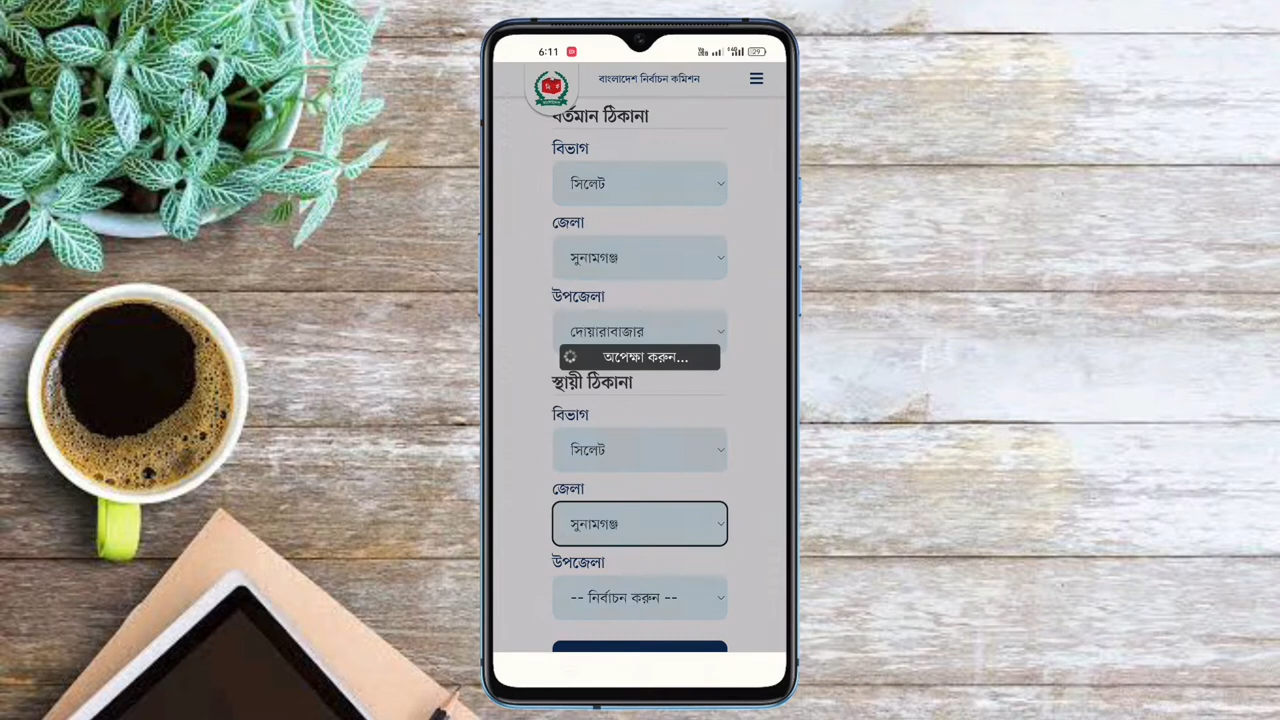 6:11
বাংলাদেশ নির্বাচন কমিশন
বর্তমান ঠিকানা
বিভাগ
সিলেট
জেলা
সুনামগঞ্জ
উপজেলা
দোয়ারাবাজার
অপেক্ষা করুন...
স্থায়ী ঠিকানা
বিভাগ
সিলেট
জেলা
সুনামগঞ্জ
উপজেলা
-- নির্বাচন করুন --